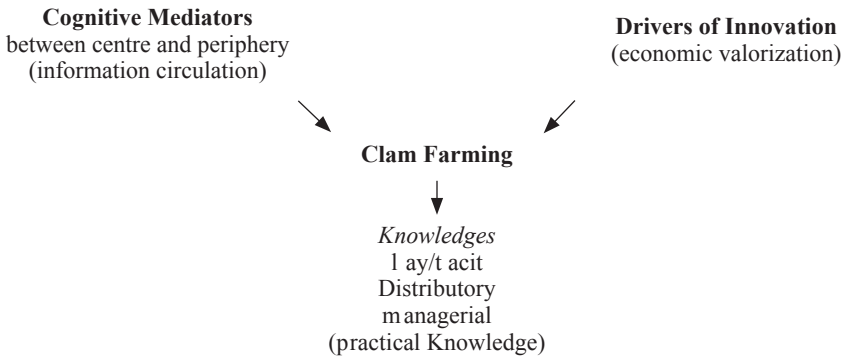 Cognitive Mediators
between centre and periphery
(information circulation)
Drivers of Innovation
(economic valorization)
Clam Farming
Knowledges
l ay/t acit
Distributory
m anagerial
(practical Knowledge)